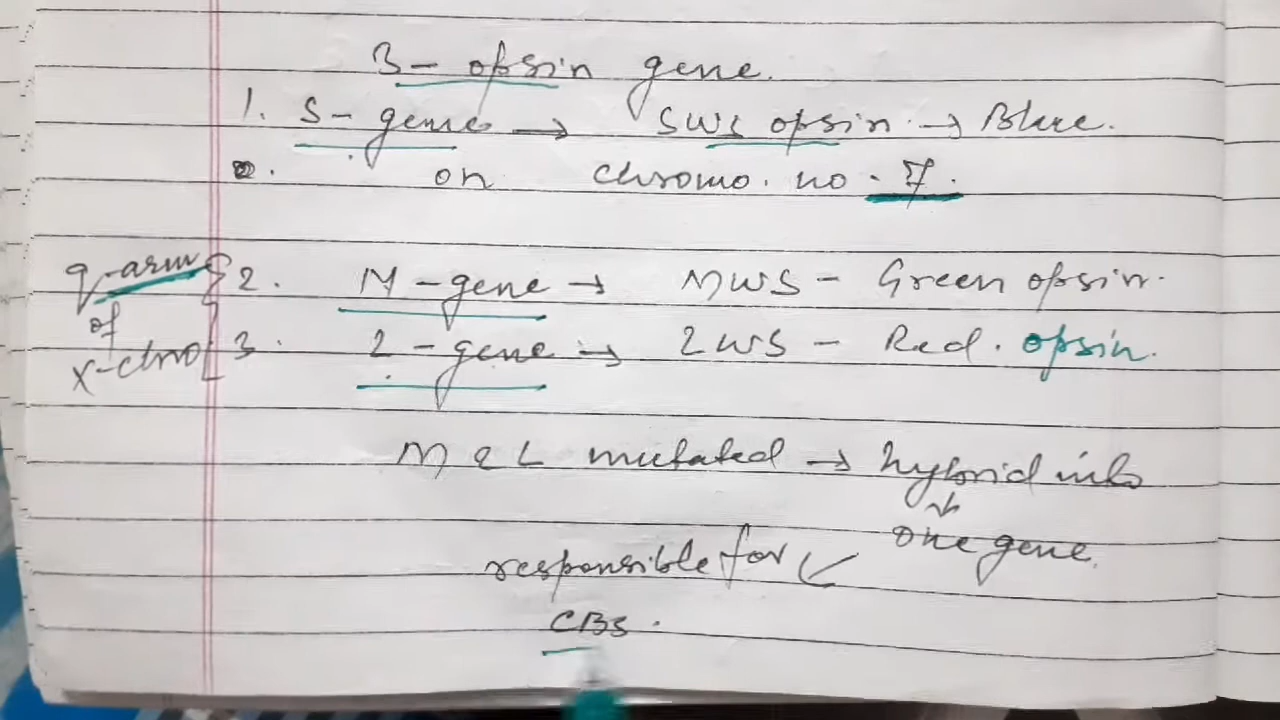 3- opsin gene.
1. S- gene → SWS opsin → Blue.
on chromo. no. 7.
q-arm of X-chro
2. M-gene → MWS - Green opsin.
3. L-gene → LWS - Red. opsin.
M & L mutated → hybrid into
↓
one gene.
responsible for ↙
CBs.